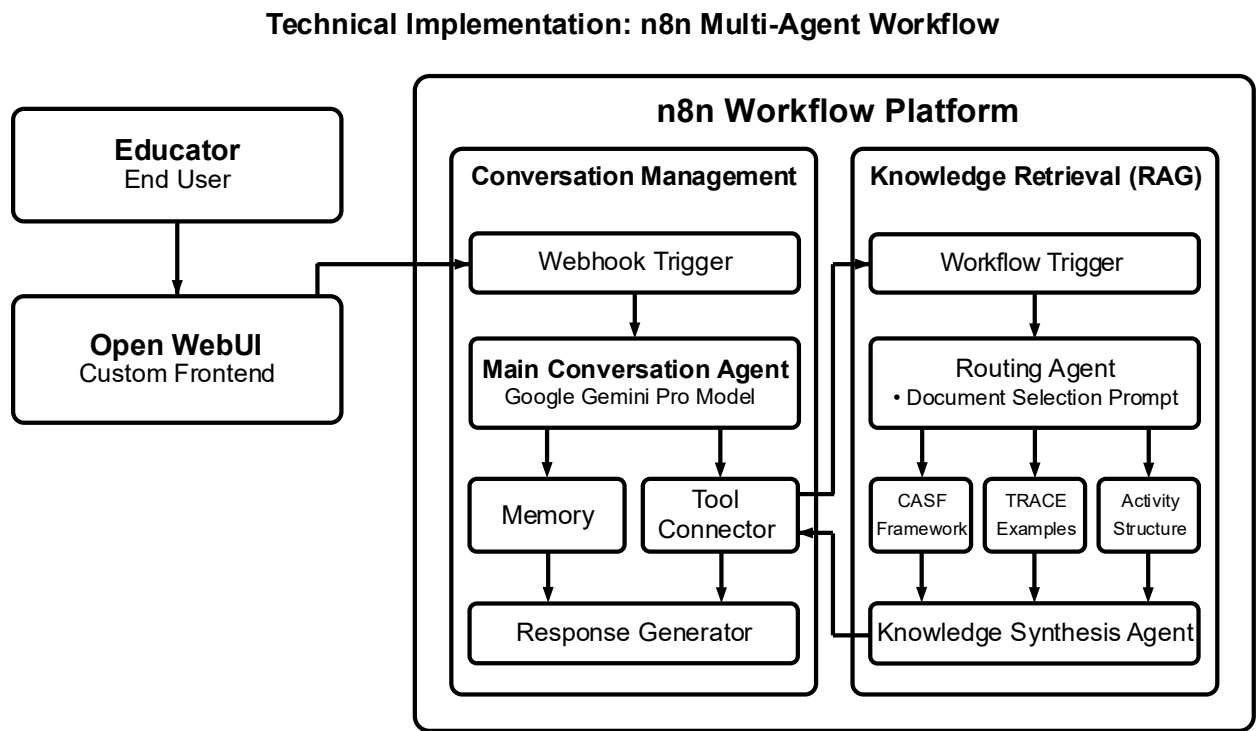 Technical Implementation: n8n Multi-Agent Workflow
Educator
End User
Open WebUI
Custom Frontend
n8n Workflow Platform
Conversation Management
Webhook Trigger
Main Conversation Agent
Google Gemini Pro Model
Memory
Tool
Connector
Response Generator
Knowledge Retrieval (RAG)
Workflow Trigger
Routing Agent
• Document Selection Prompt
CASF
Framework
TRACE
Examples
Activity
Structure
Knowledge Synthesis Agent